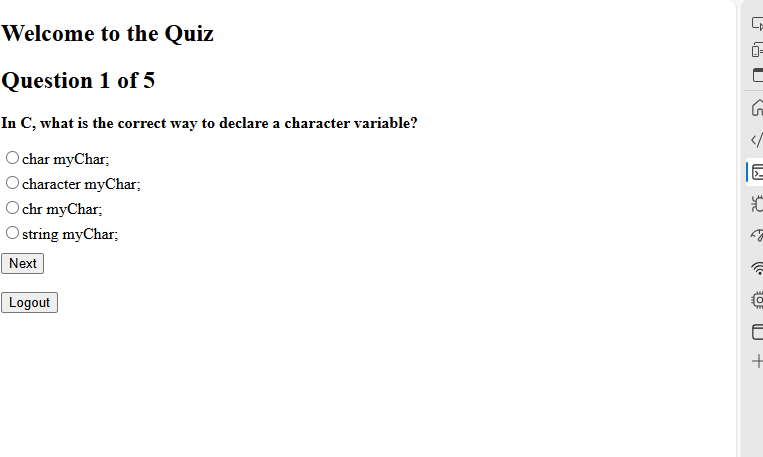 Welcome to the Quiz
Question 1 of 5
In C, what is the correct way to declare a character variable?
char myChar;
character myChar;
chr myChar;
string myChar;
Next
Logout